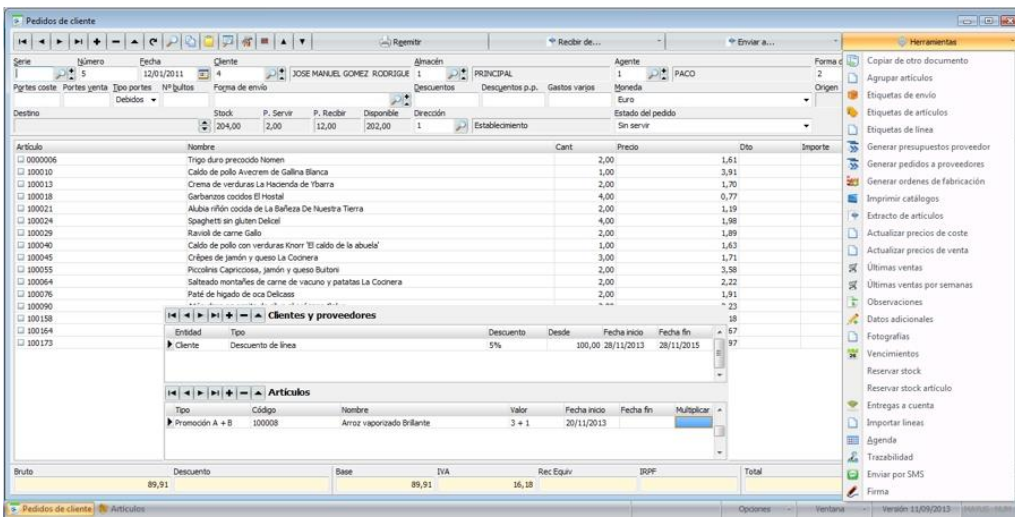 Pedidos de cliente
Reemitir Recibir de... Enviar a... Herramientas
Serie Número Fecha Cliente Almacén Agente Forma d
5 12/01/2011 4 JOSE MANUEL GOMEZ RODRIGUE 1 PRINCIPAL 1 PACO 2
Portes coste Portes venta Tipo portes Nº bultos Forma de envío Descuentos Descuentos p.p. Gastos varios Moneda Origen
Debidos Euro
Destino Stock P. Servir P. Recibir Disponible Dirección Estado del pedido
204,00 2,00 12,00 202,00 1 Establecimiento Sin servir
Artículo Nombre Cant Precio Dto Importe
0000006 Trigo duro precocido Nomen 2,00 1,61
100010 Caldo de pollo Avecrem de Gallina Blanca 1,00 3,91
100013 Crema de verduras La Hacienda de Ybarra 2,00 1,70
100018 Garbanzos cocidos El Hostal 4,00 0,77
100021 Alubia riñón cocida de La Bañeza De Nuestra Tierra 2,00 1,19
100024 Spaghetti sin gluten Delicel 4,00 1,98
100029 Ravioli de carne Gallo 2,00 1,89
100040 Caldo de pollo con verduras Knorr 'El caldo de la abuela' 1,00 1,63
100045 Crêpes de jamón y queso La Cocinera 3,00 1,71
100055 Piccolinis Capricciosa, jamón y queso Buitoni 2,00 3,58
100064 Salteado montañes de carne de vacuno y patatas La Cocinera 2,00 2,22
100076 Paté de higado de oca Delicass 2,00 1,91
100090 23
100158 18
100164 67
100173 97
Clientes y proveedores
Entidad Tipo Descuento Desde Fecha inicio Fecha fin
Cliente Descuento de línea 5% 100,00 28/11/2013 28/11/2015
Artículos
Tipo Código Nombre Valor Fecha inicio Fecha fin Multiplicar
Promoción A + B 100008 Arroz vaporizado Brillante 3 + 1 20/11/2013
Bruto Descuento Base IVA Rec Equiv IRPF Total
89,91 89,91 16,18
Copiar de otro documento
Agrupar artículos
Etiquetas de envío
Etiquetas de artículos
Etiquetas de línea
Generar presupuestos proveedor
Generar pedidos a proveedores
Generar ordenes de fabricación
Imprimir catálogos
Extracto de artículos
Actualizar precios de coste
Actualizar precios de venta
Últimas ventas
Últimas ventas por semanas
Observaciones
Datos adicionales
Fotografías
Vencimientos
Reservar stock
Reservar stock artículo
Entregas a cuenta
Importar lineas
Agenda
Trazabilidad
Enviar por SMS
Firma
Pedidos de cliente Artículos Opciones Ventana Versión 11/09/2013